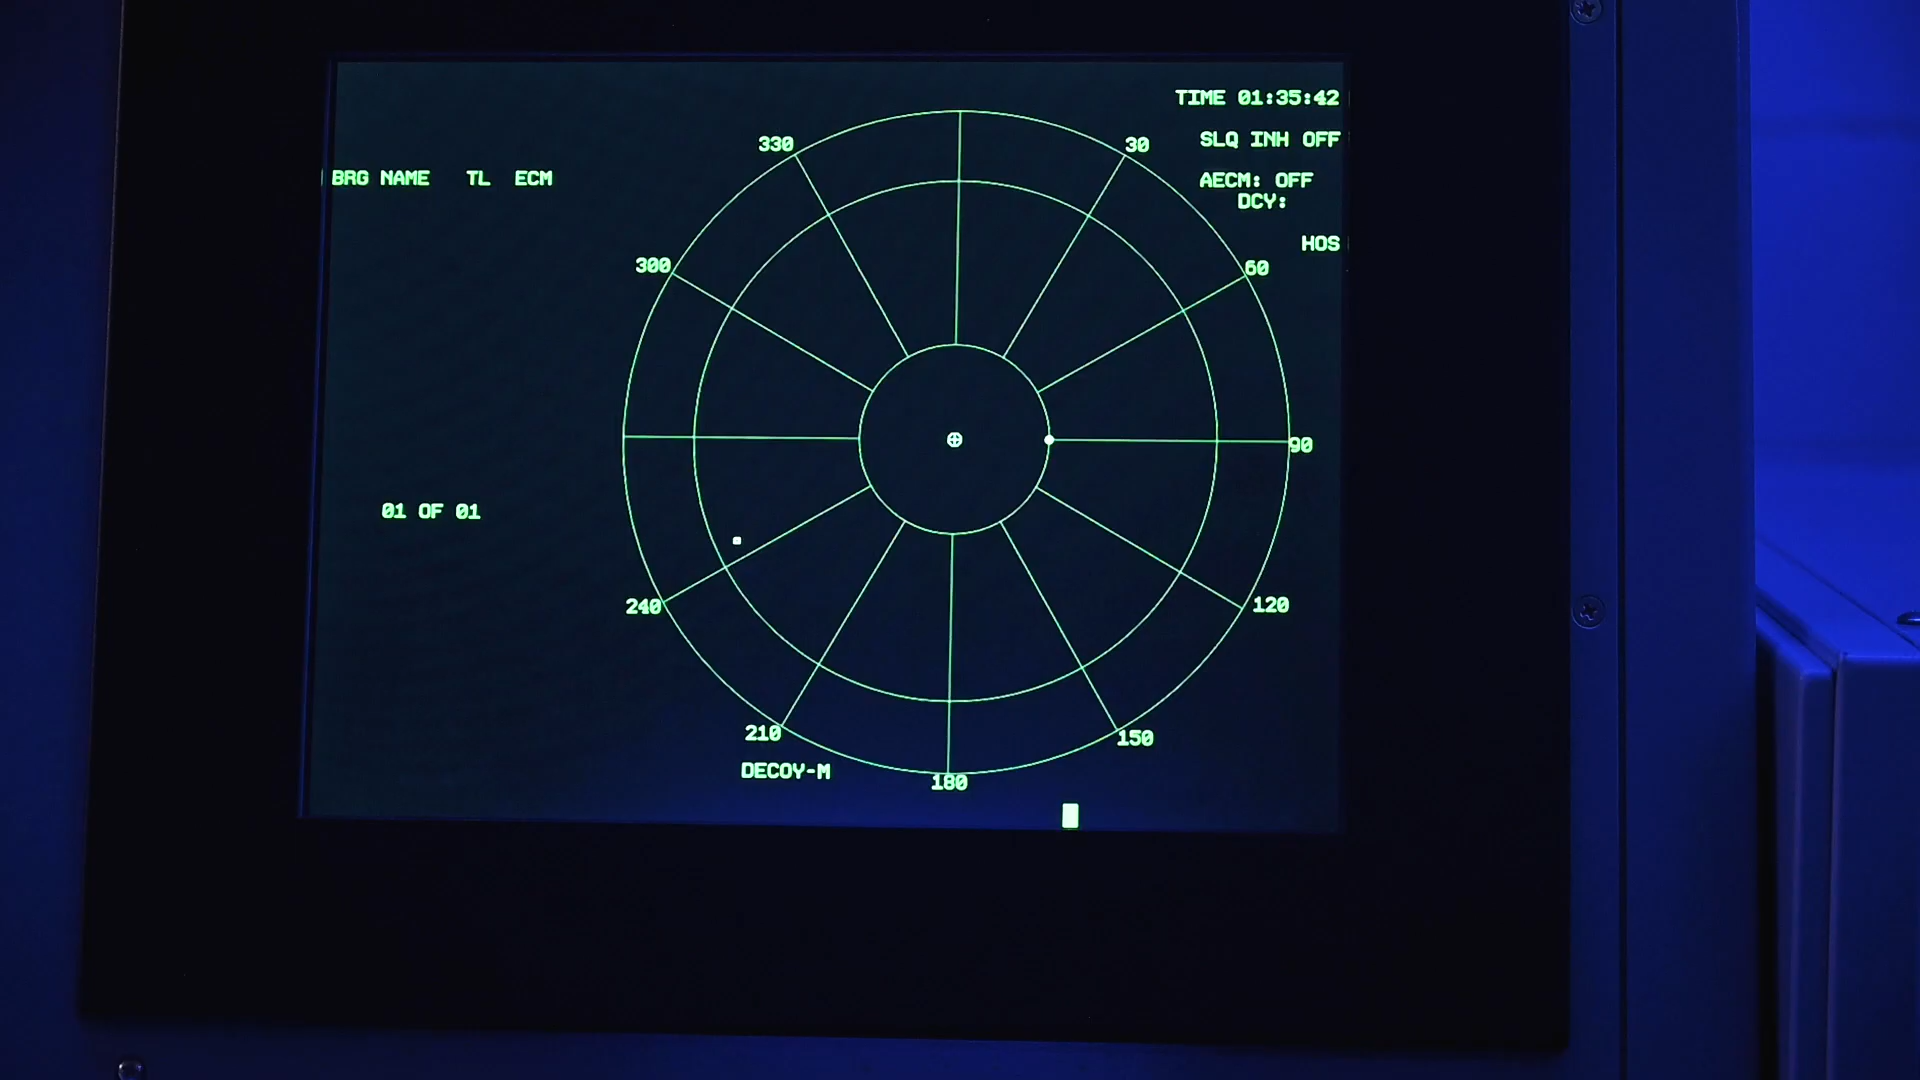 TIME 01:35:42
SLQ INH OFF
330
30
BRG NAME TL ECM
AECM: OFF
DCY:
HOS
300
60
90
01 OF 01
240
120
210
150
DECOY-M
180